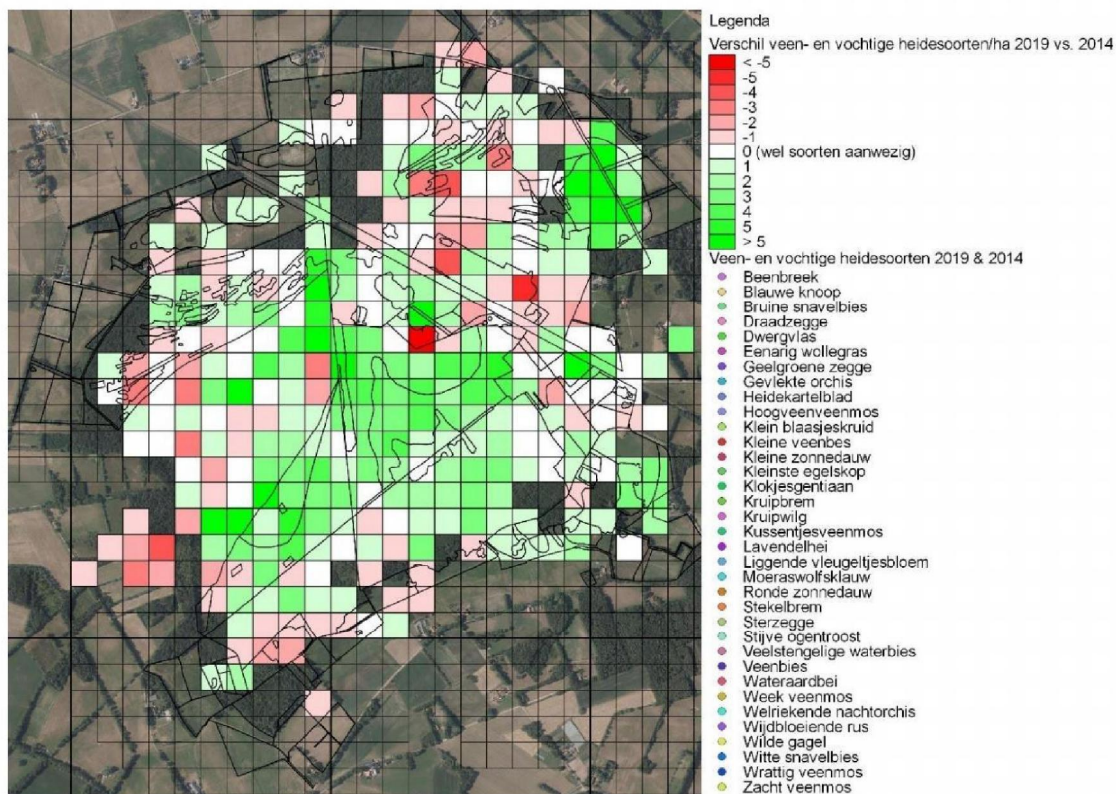 Legenda
Verschil veen- en vochtige heidesoorten/ha 2019 vs. 2014
< -5
-5
-4
-3
-2
-1
0 (wel soorten aanwezig)
1
2
3
4
5
> 5
Veen- en vochtige heidesoorten 2019 & 2014
Beenbreek
Blauwe knoop
Bruine snavelbies
Draadzegge
Dwergvlas
Eenarig wollegras
Geelgroene zegge
Gevlekte orchis
Heidekartelblad
Hoogveenveenmos
Klein blaasjeskruid
Kleine veenbes
Kleine zonnedauw
Kleinste egelskop
Klokjesgentiaan
Kruipbrem
Kruipwilg
Kussentjesveenmos
Lavendelhei
Liggende vleugeltjesbloem
Moeraswolfsklauw
Ronde zonnedauw
Stekelbrem
Sterzegge
Stijve ogentroost
Veelstengelige waterbies
Veenbies
Wateraardbei
Week veenmos
Welriekende nachtorchis
Wijdbloeiende rus
Wilde gagel
Witte snavelbies
Wrattig veenmos
Zacht veenmos